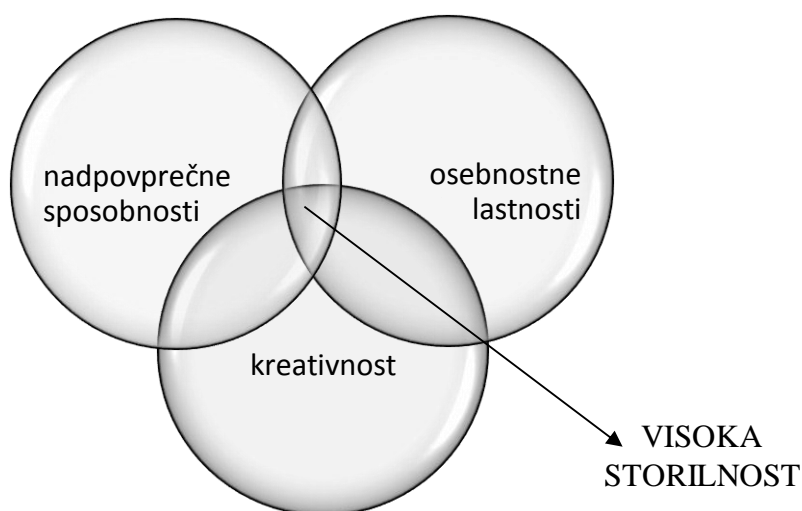 nadpovprečne
sposobnosti
osebnostne
lastnosti
kreativnost
VISOKA
STORILNOST